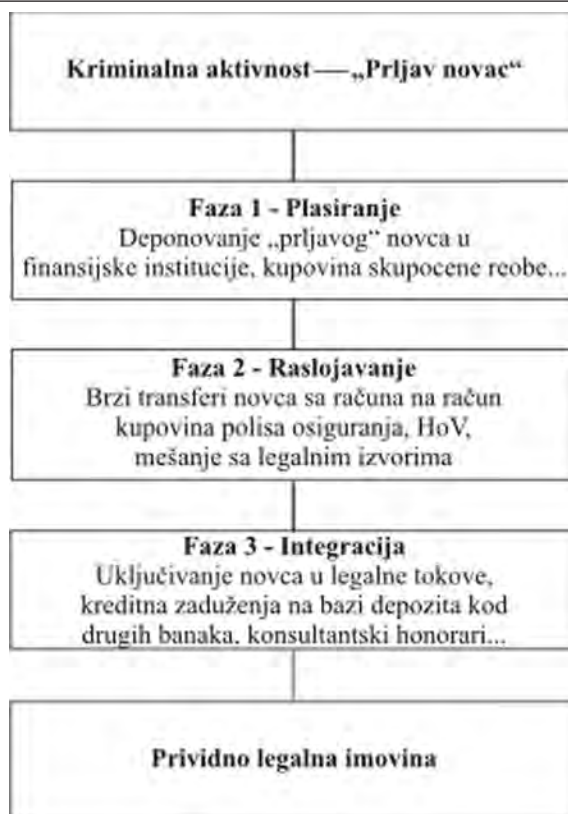 Kriminalna aktivnost—„Prljav novac“
Faza 1 - Plasiranje
Deponovanje „prljavog“ novca u
finansijske institucije, kupovina skupocene reobe...
Faza 2 - Raslojavanje
Brzi transferi novca sa računa na račun
kupovina polisa osiguranja, HoV,
mešanje sa legalnim izvorima
Faza 3 - Integracija
Uključivanje novca u legalne tokove,
kreditna zaduženja na bazi depozita kod
drugih banaka, konsultantski honorari...
Prividno legalna imovina